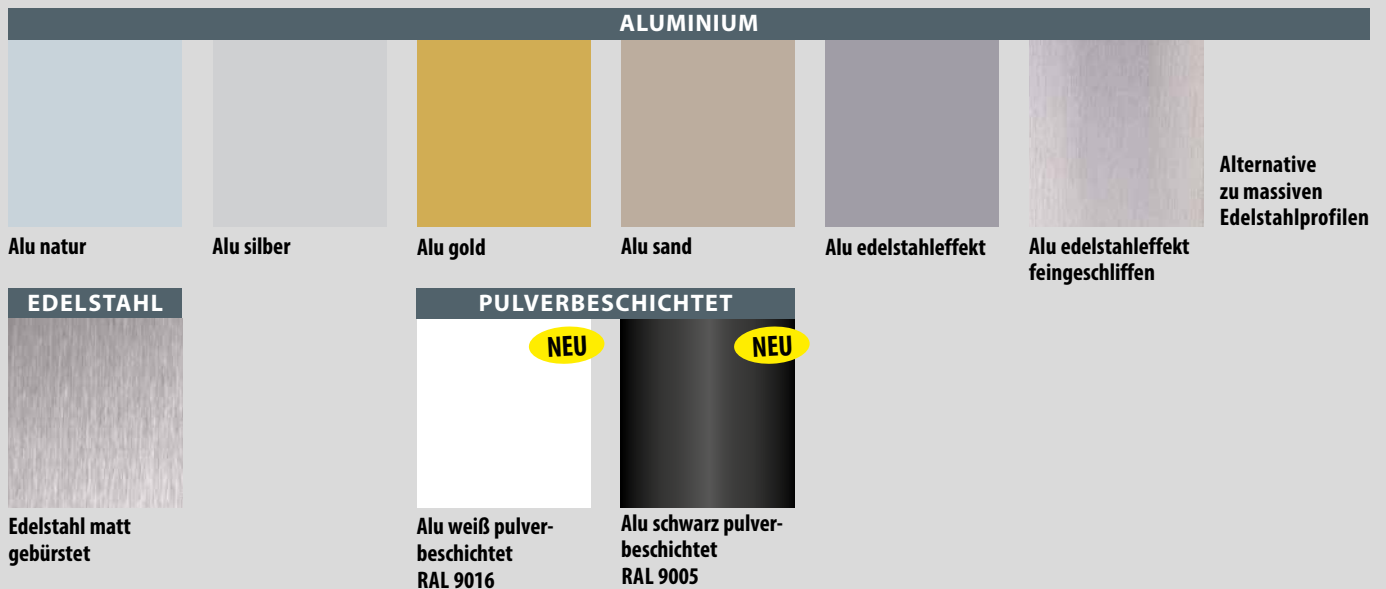 ALUMINIUM
Alu natur
Alu silber
Alu gold
Alu sand
Alu edelstahleffekt
Alu edelstahleffekt
feingeschliffen
Alternative
zu massiven
Edelstahlprofilen
EDELSTAHL
Edelstahl matt
gebürstet
PULVERBESCHICHTET
NEU
Alu weiß pulver-
beschichtet
RAL 9016
NEU
Alu schwarz pulver-
beschichtet
RAL 9005